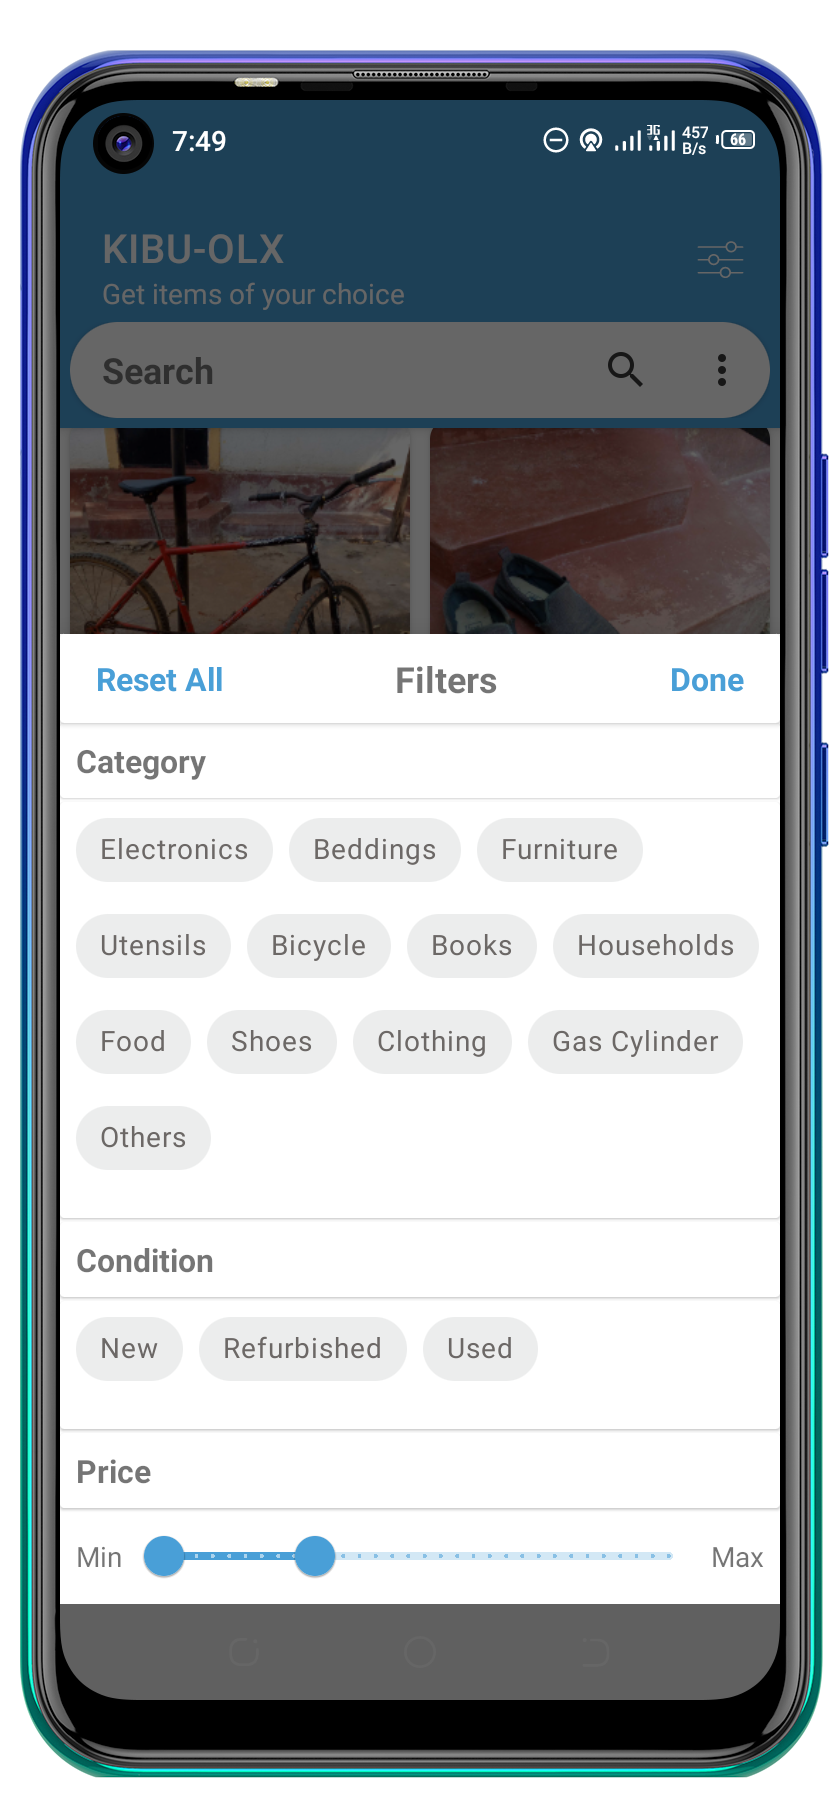 7:49
3G
457
B/s
66
KIBU-OLX
Get items of your choice
Search
Reset All Filters Done
Category
Electronics Beddings Furniture
Utensils Bicycle Books Households
Food Shoes Clothing Gas Cylinder
Others
Condition
New Refurbished Used
Price
Min Max